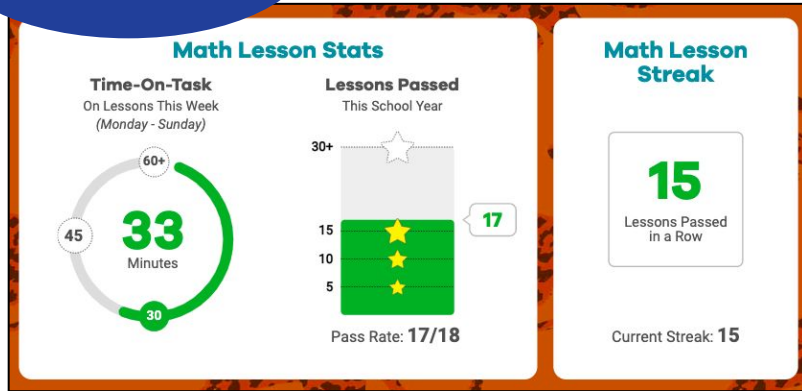 Math Lesson Stats
Time-On-Task
On Lessons This Week
(Monday - Sunday)
60+
45
33
Minutes
30
Lessons Passed
This School Year
30+
17
15
10
5
Pass Rate: 17/18
Math Lesson
Streak
15
Lessons Passed
in a Row
Current Streak: 15